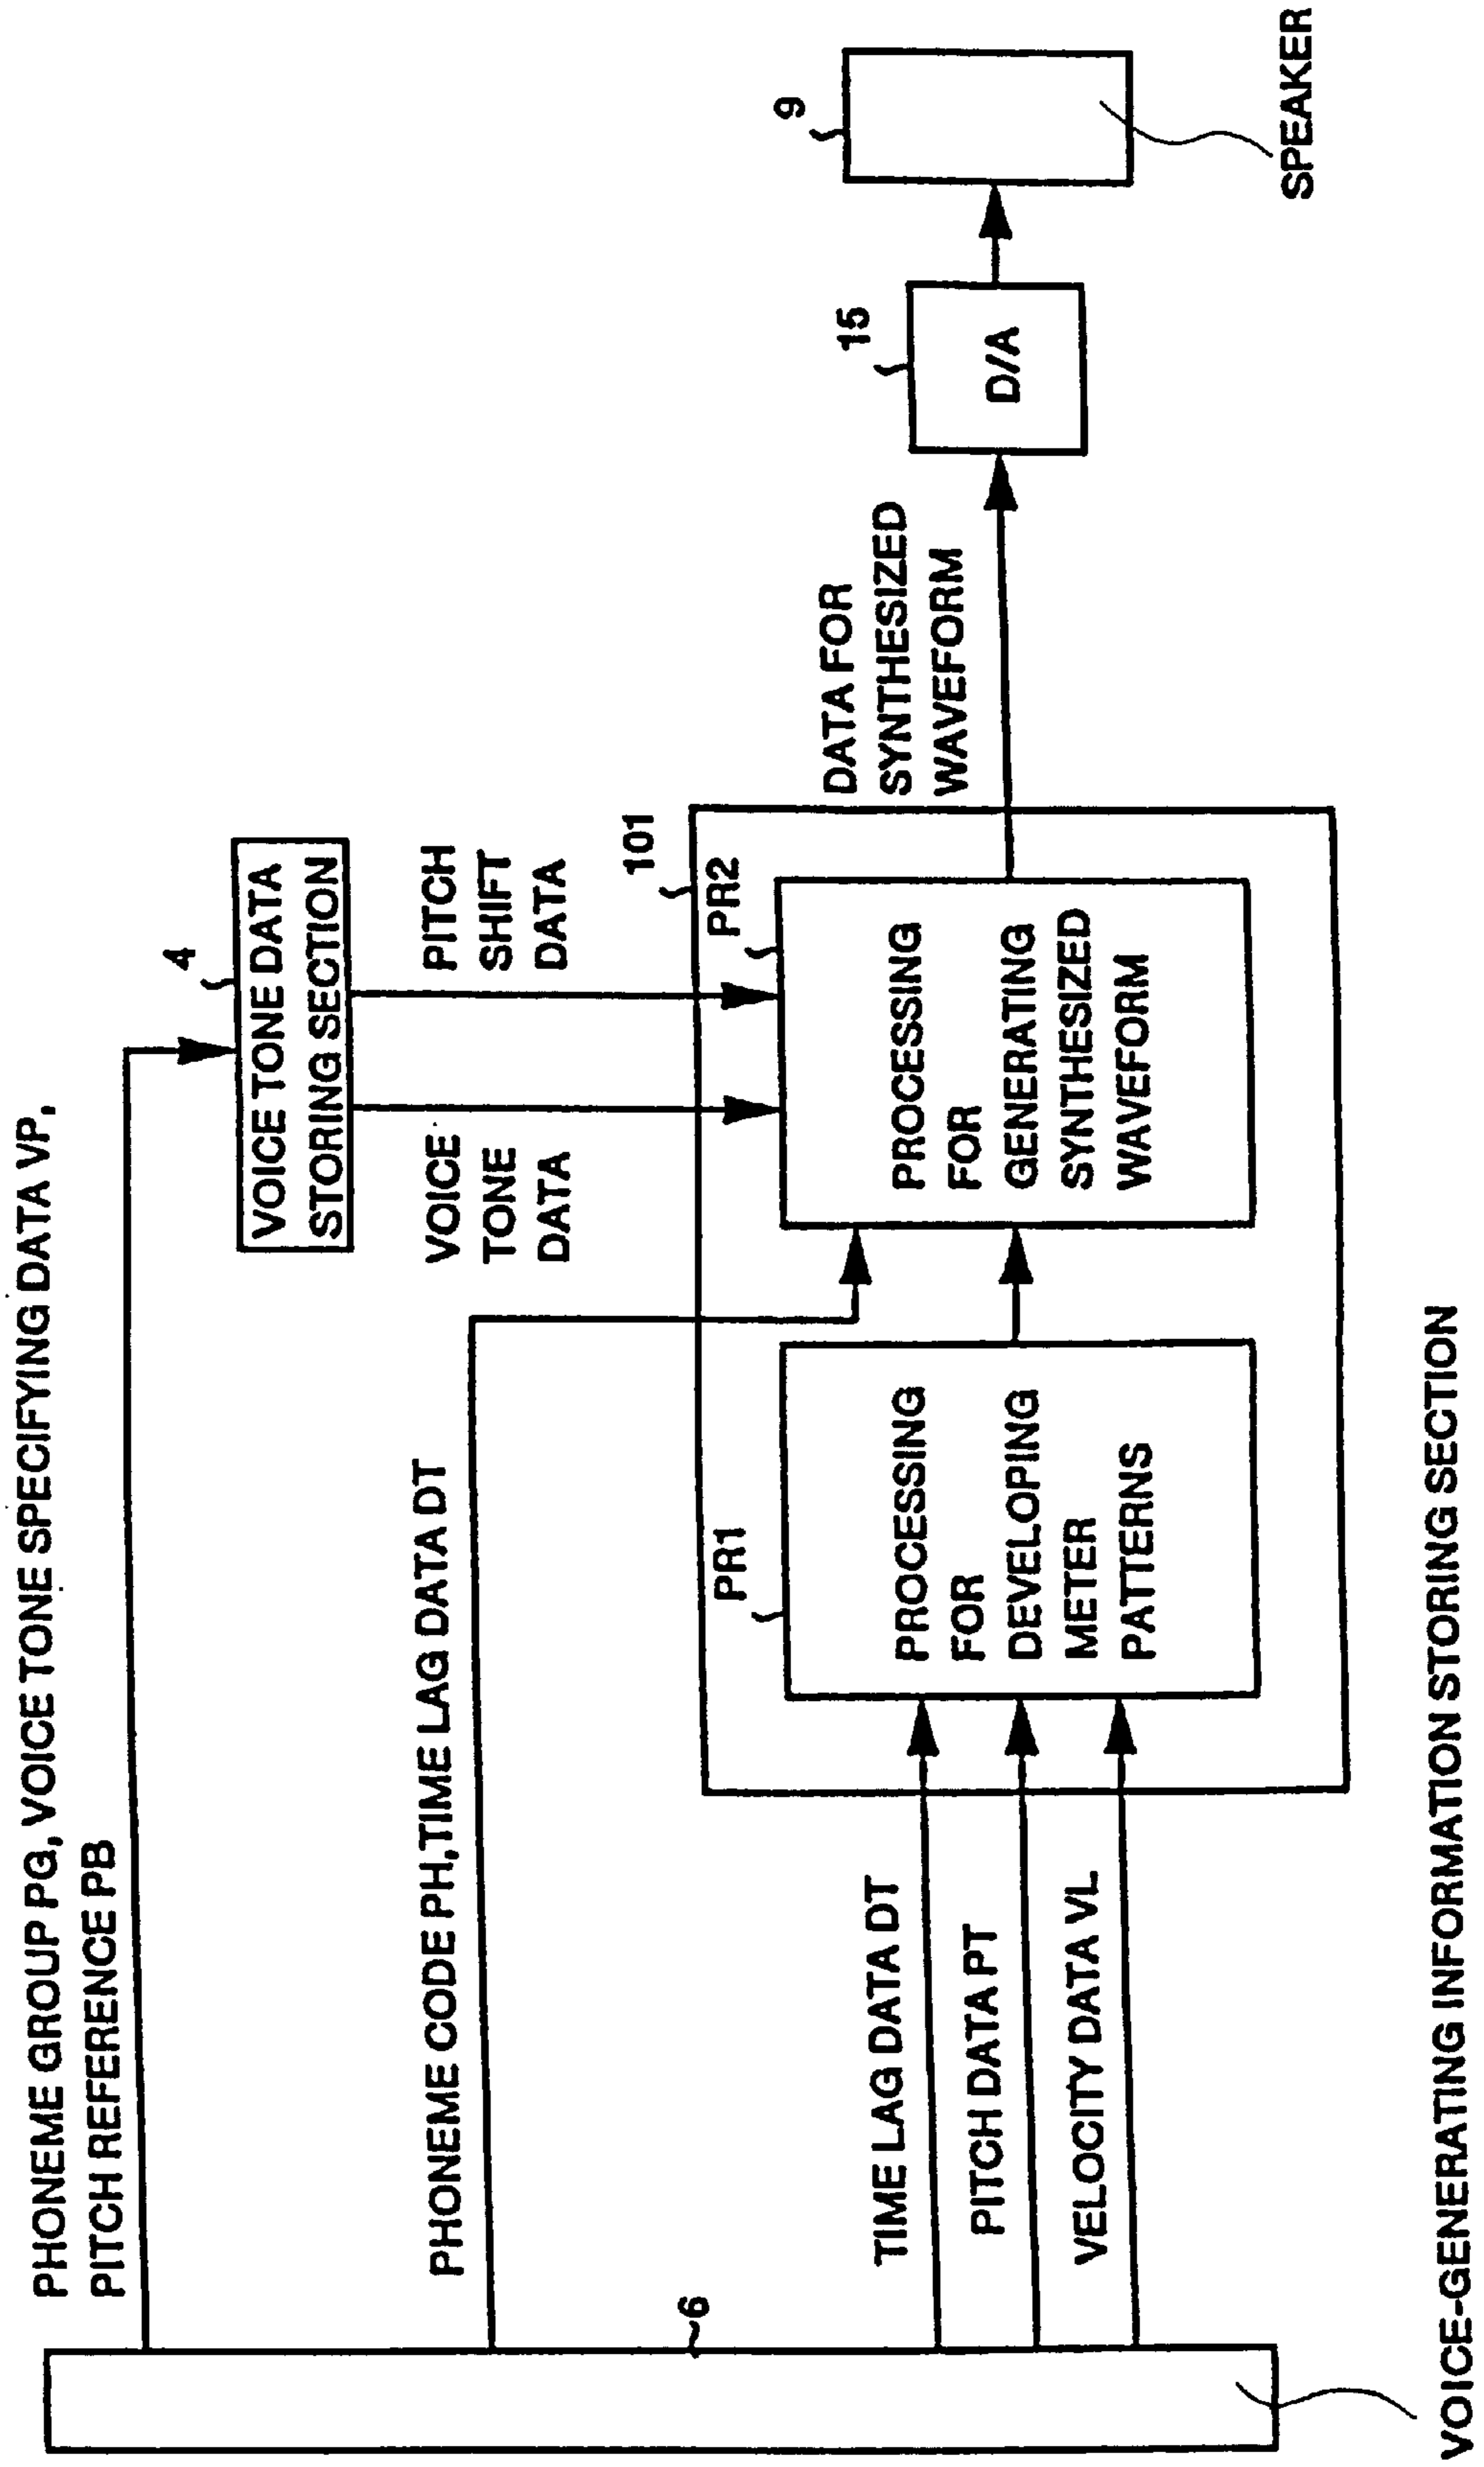 PHONEME GROUP PG, VOICE TONE SPECIFYING DATA VP,
PITCH REFERENCE PB
4
VOICE TONE DATA
STORING SECTION
PHONEME CODE PH,TIME LAG DATA DT
VOICE
TONE
DATA
PITCH
SHIFT
DATA
101
6
PR1
PR2
TIME LAG DATA DT
PITCH DATA PT
VELOCITY DATA VL
PROCESSING
FOR
DEVELOPING
METER
PATTERNS
PROCESSING
FOR
GENERATING
SYNTHESIZED
WAVEFORM
DATA FOR
SYNTHESIZED
WAVEFORM
15
D/A
9
SPEAKER
VOICE-GENERATING INFORMATION STORING SECTION